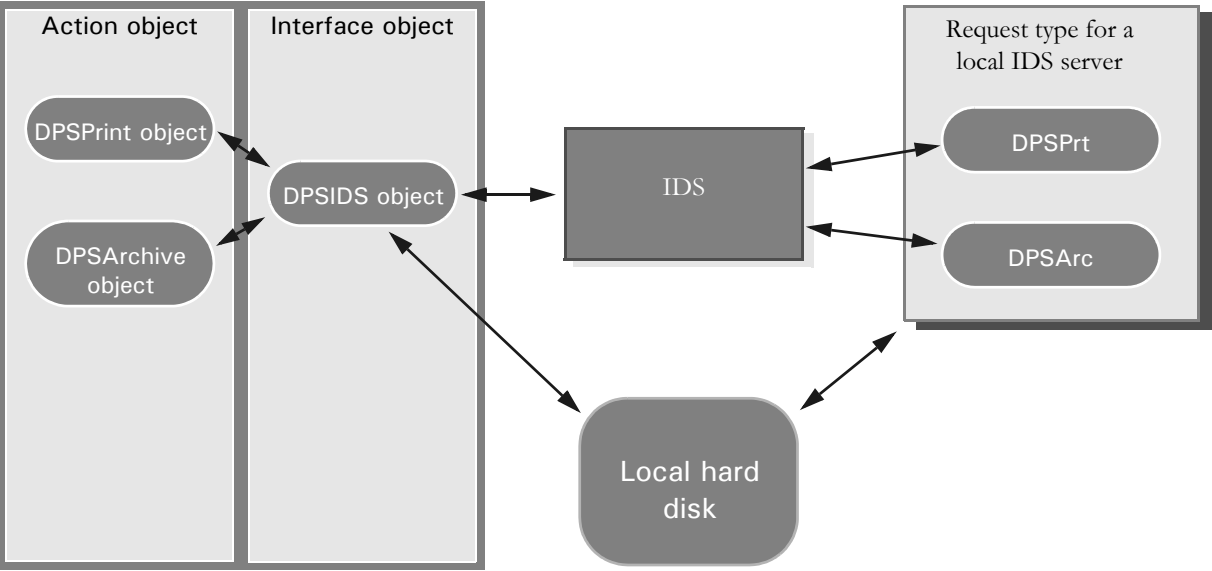 Action object
Interface object
Request type for a
local IDS server
DPSPrint object
DPSArchive
object
DPSIDS object
IDS
DPSPrt
DPSArc
Local hard
disk